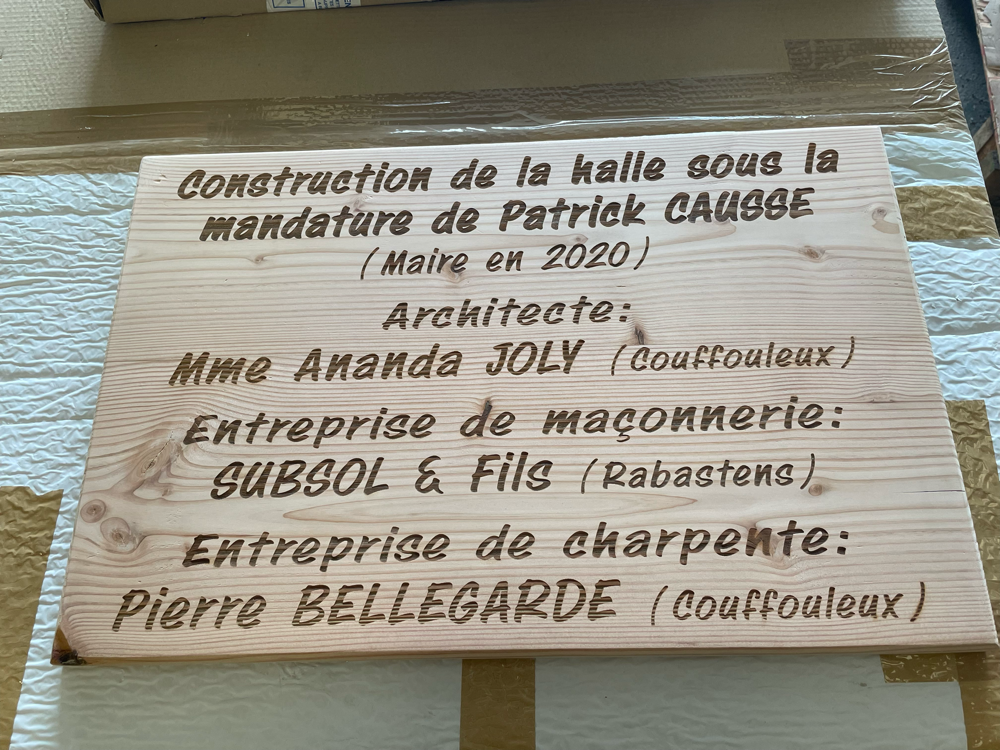 Construction de la halle sous la
mandature de Patrick CAUSSE
(Maire en 2020)
Architecte:
Mme Ananda JOLY (Couffouleux)
Entreprise de maçonnerie:
SUBSOL & Fils (Rabastens)
Entreprise de charpente:
Pierre BELLEGARDE (Couffouleux)